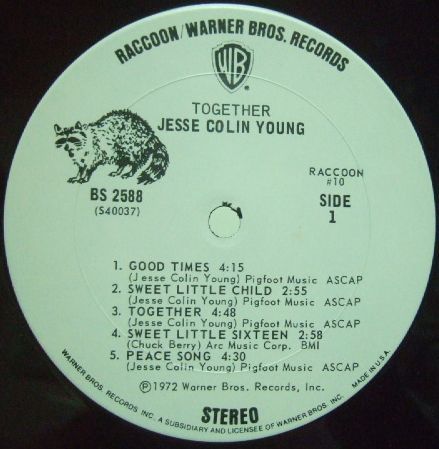 RACCOON/WARNER BROS. RECORDS
WB
®
TOGETHER
JESSE COLIN YOUNG
BS 2588
(S40037)
RACCOON
#10
SIDE
1
1. GOOD TIMES 4:15
(Jesse Colin Young) Pigfoot Music ASCAP
2. SWEET LITTLE CHILD 2:55
(Jesse Colin Young) Pigfoot Music ASCAP
3. TOGETHER 4:48
(Jesse Colin Young) Pigfoot Music ASCAP
4. SWEET LITTLE SIXTEEN 2:58
(Chuck Berry) Arc Music Corp. BMI
5. PEACE SONG 4:30
(Jesse Colin Young) Pigfoot Music ASCAP
℗1972 Warner Bros. Records, Inc.
STEREO
WARNER BROS. RECORDS, INC. A SUBSIDIARY AND LICENSEE OF WARNER BROS. INC. MADE IN U.S.A.